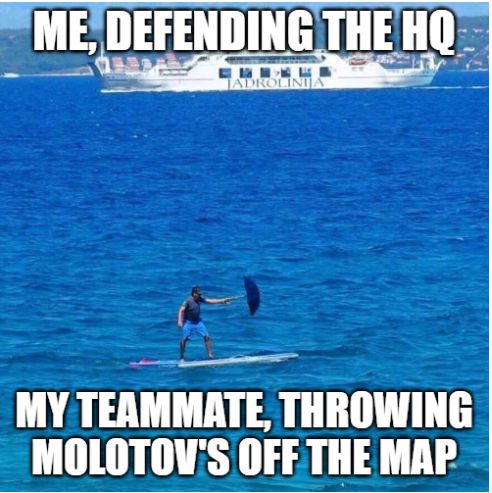 ME, DEFENDING THE HQ
JADROLINIJA
MY TEAMMATE, THROWING
MOLOTOV'S OFF THE MAP